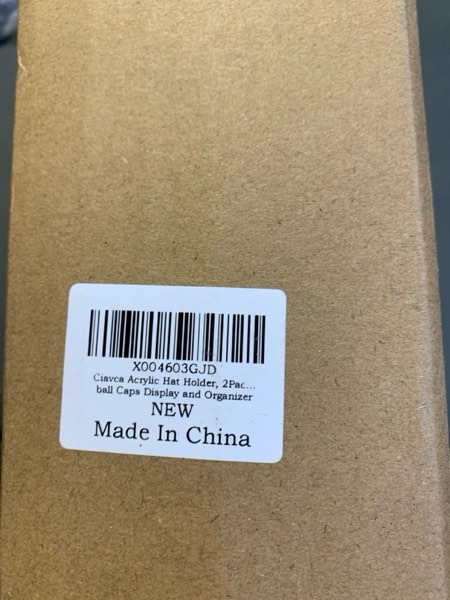 X004603GJD
Ciavca Acrylic Hat Holder, 2Pac...
ball Caps Display and Organizer
NEW
Made In China